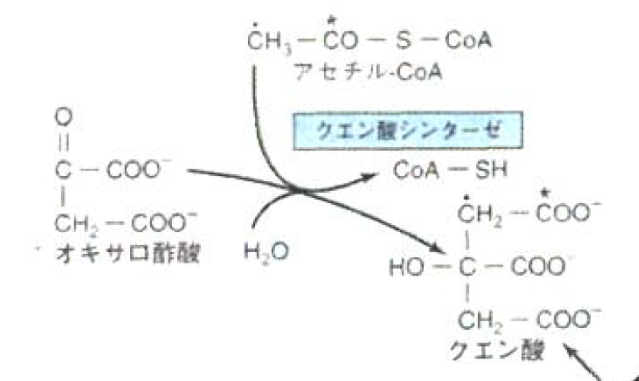 ĊH₃ — C*O — S — CoA
アセチル-CoA
クエン酸シンターゼ
O
||
C — COO⁻
CoA — SH
CH₂ — COO⁻
オキサロ酢酸
H₂O
ĊH₂ — C*OO⁻
HO — C — COO⁻
CH₂ — COO⁻
クエン酸